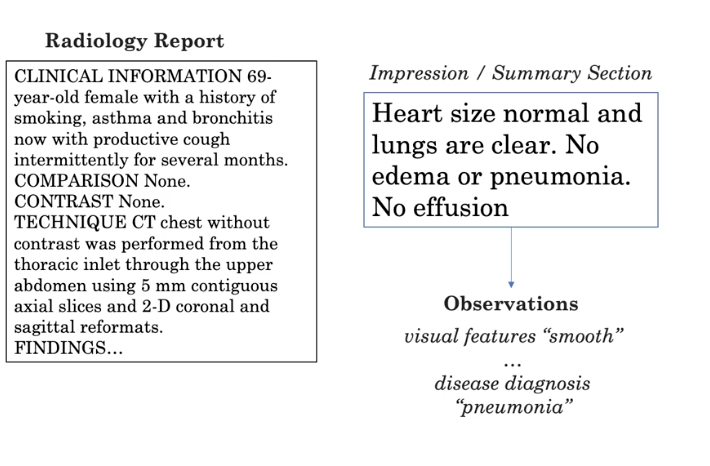 Radiology Report
CLINICAL INFORMATION 69-
year-old female with a history of
smoking, asthma and bronchitis
now with productive cough
intermittently for several months.
COMPARISON None.
CONTRAST None.
TECHNIQUE CT chest without
contrast was performed from the
thoracic inlet through the upper
abdomen using 5 mm contiguous
axial slices and 2-D coronal and
sagittal reformats.
FINDINGS…
Impression / Summary Section
Heart size normal and
lungs are clear. No
edema or pneumonia.
No effusion
Observations
visual features “smooth”
…
disease diagnosis
“pneumonia”